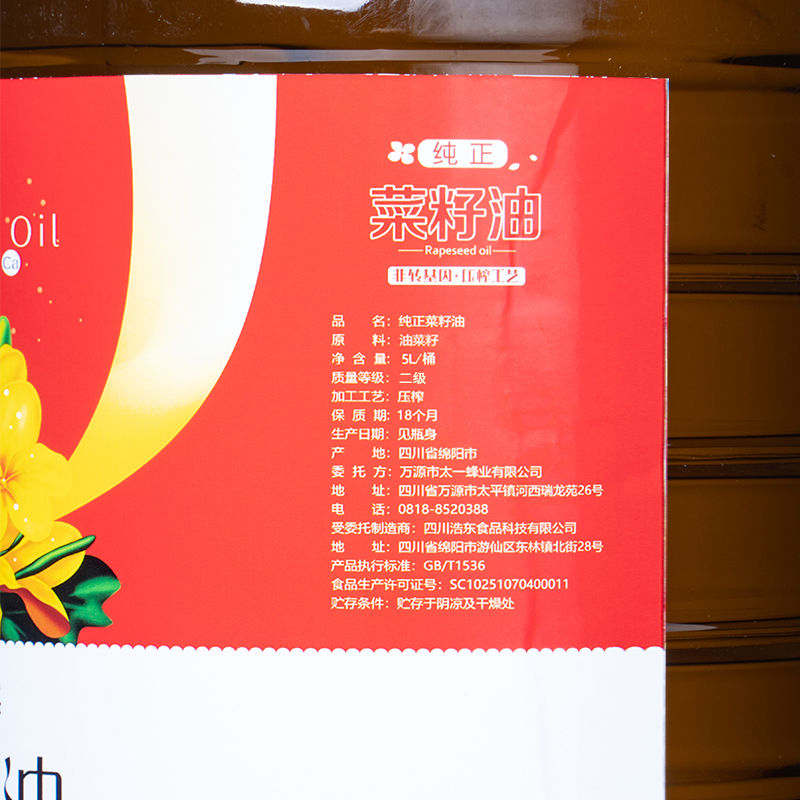 Oil
Ca
纯正
菜籽油
Rapeseed oil
非转基因·压榨工艺
品 名：纯正菜籽油
原 料：油菜籽
净 含 量：5L/桶
质量等级：二级
加工工艺：压榨
保 质 期：18个月
生产日期：见瓶身
产 地：四川省绵阳市
委 托 方：万源市太一蜂业有限公司
地 址：四川省万源市太平镇河西瑞龙苑26号
电 话：0818-8520388
受委托制造商：四川浩东食品科技有限公司
地 址：四川省绵阳市游仙区东林镇北街28号
产品执行标准：GB/T1536
食品生产许可证号：SC10251070400011
贮存条件：贮存于阴凉及干燥处
油